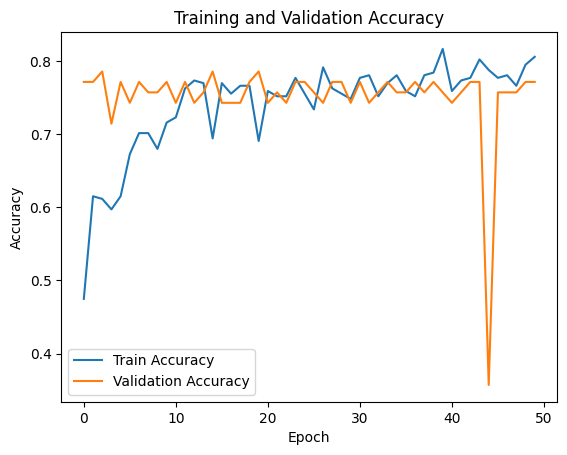 Training and Validation Accuracy
0.8
0.7
0.6
0.5
0.4
Accuracy
Train Accuracy
Validation Accuracy
0 10 20 30 40 50
Epoch